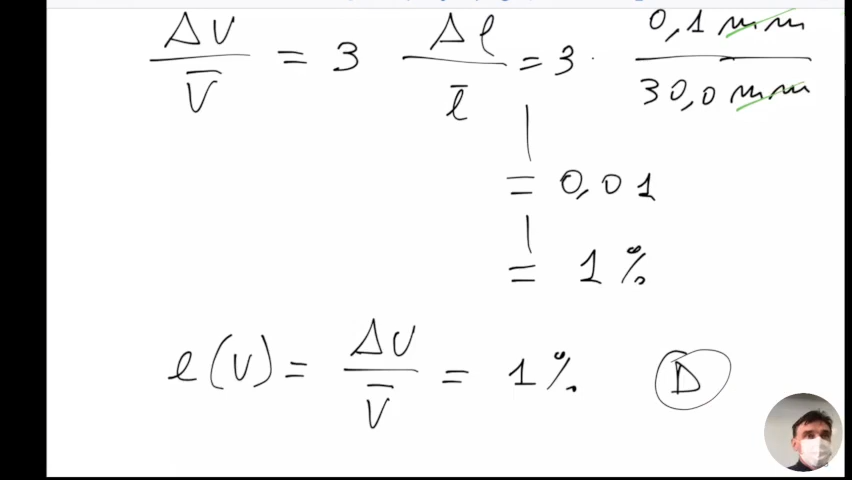 ΔV / V̄ = 3 Δl / l̄ = 3 · 0,1 mm / 30,0 mm
= 0,01
= 1 %
e(V) = ΔV / V̄ = 1 % D